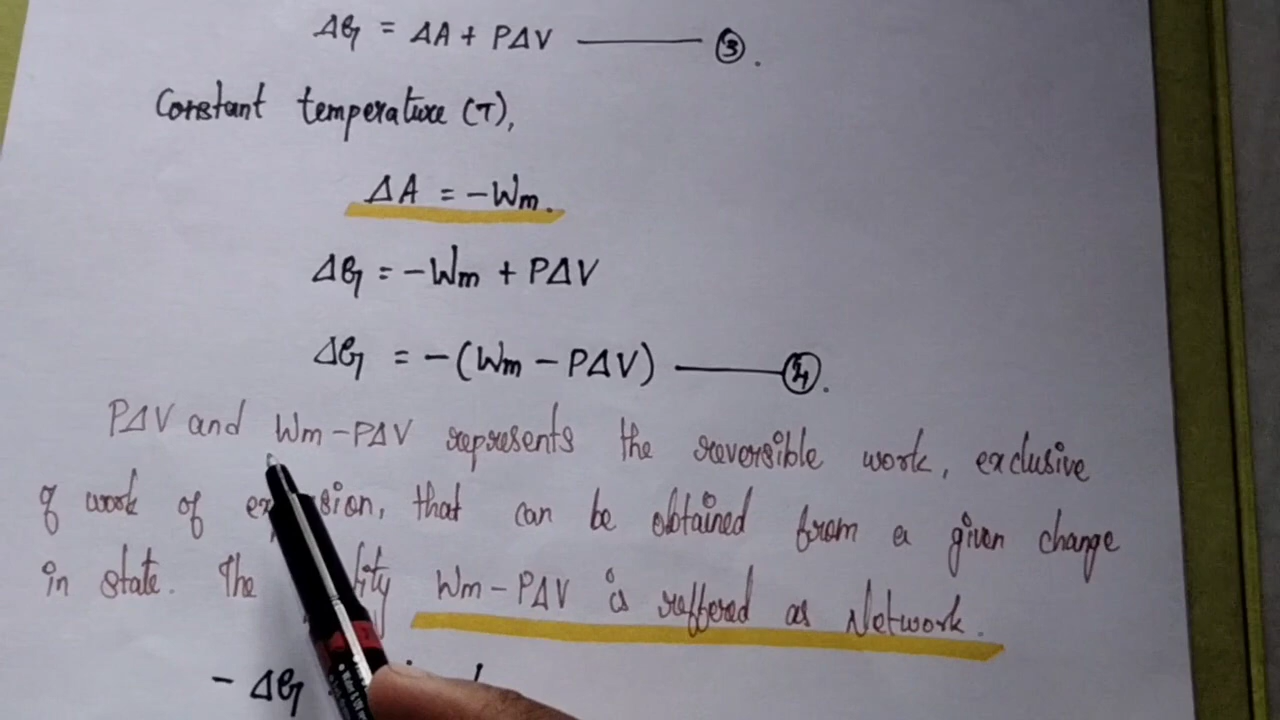 ΔG = ΔA + PΔV ——— ③.
Constant temperature (T),
ΔA = -Wm.
ΔG = -Wm + PΔV
ΔG = -(Wm - PΔV) ——— ④.
PΔV and Wm-PΔV represents the reversible work, exclusive
of work of that can be obtained from a given change
in state. The Wm-PΔV is reffered as Network.
- ΔG